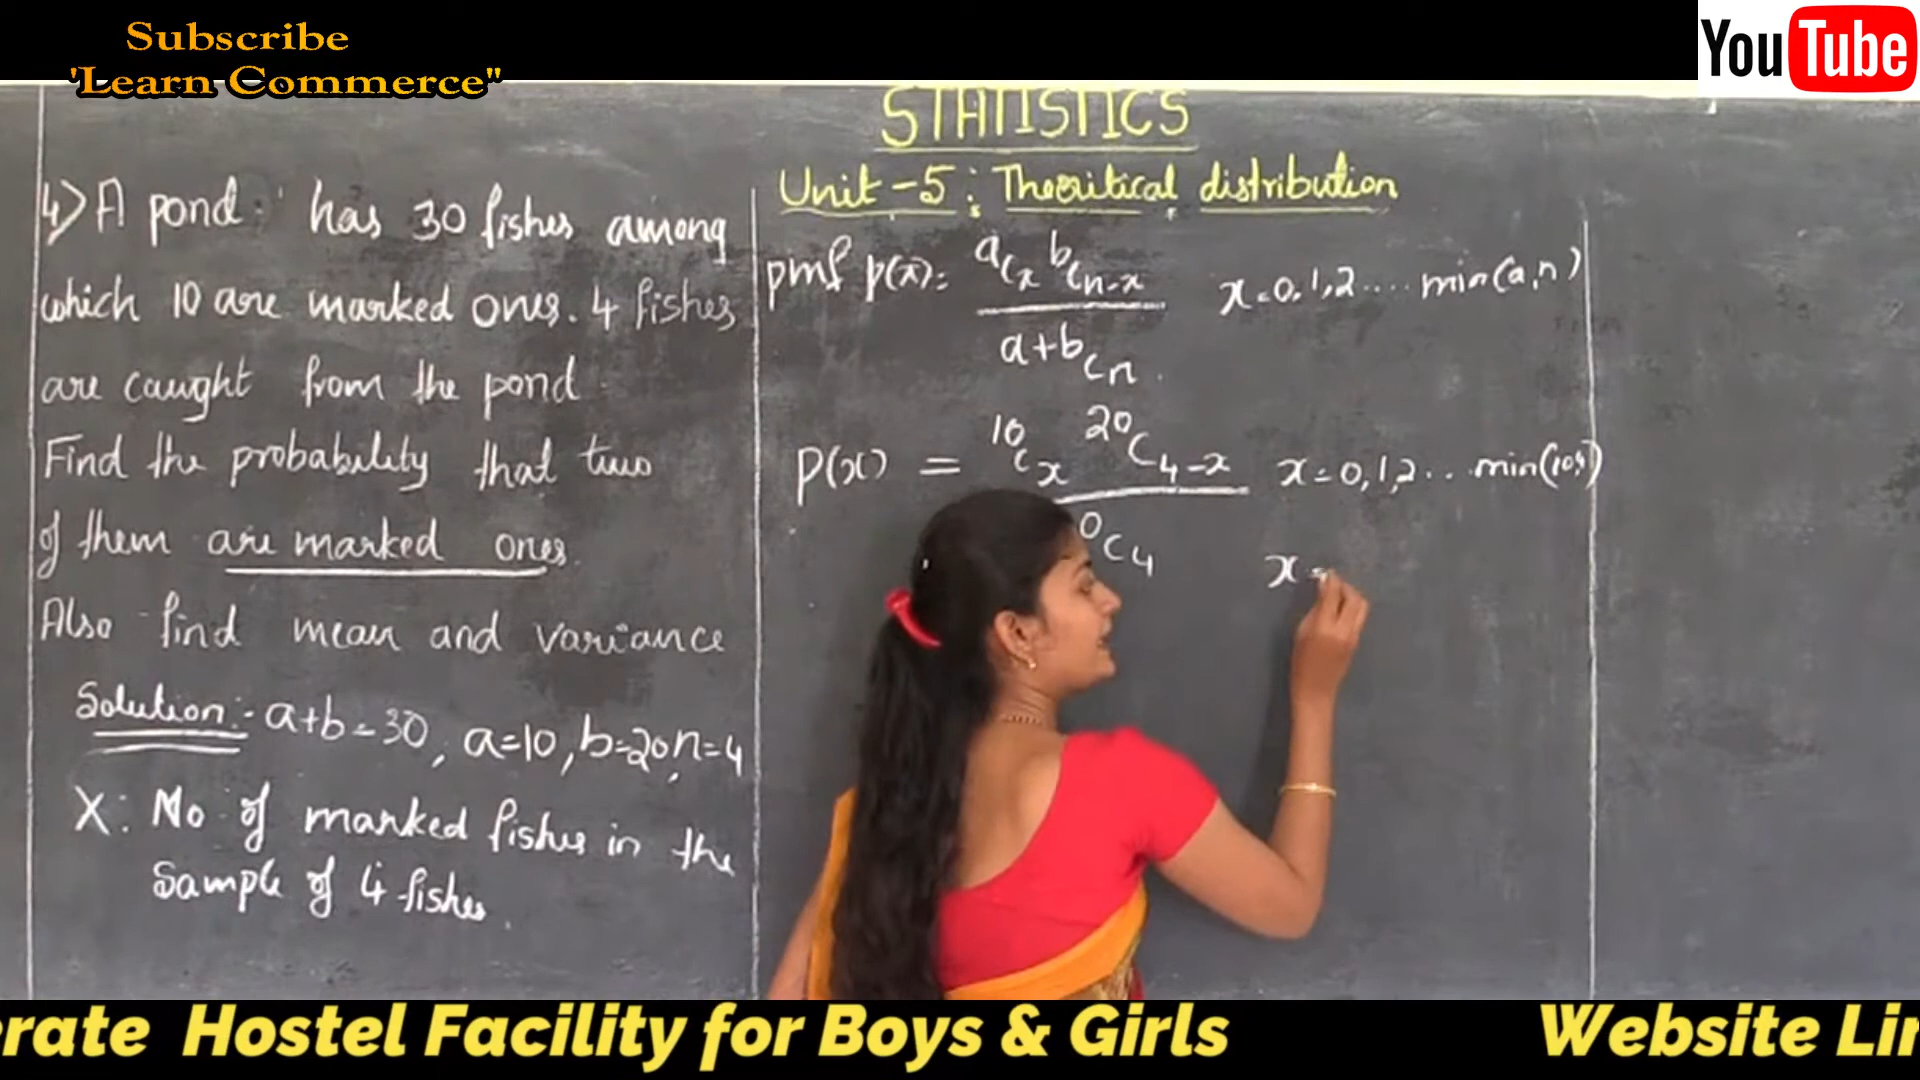 Subscribe
'Learn Commerce"
YouTube
STATISTICS
Unit -5 : Theoritical distribution
4) A pond has 30 fishes among
which 10 are marked ones. 4 fishes
are caught from the pond
Find the probability that two
of them are marked ones.
Also find mean and variance
Solution:- a+b=30, a=10, b=20, n=4
X: No of marked fishes in the
Sample of 4 fishes.
pmf p(x)= aCx bCn-x x=0,1,2.... min(a,n)
a+bCn.
p(x) = 10Cx 20C4-x x=0,1,2.. min(10,4)
0C4
x =
erate Hostel Facility for Boys & Girls Website Lin